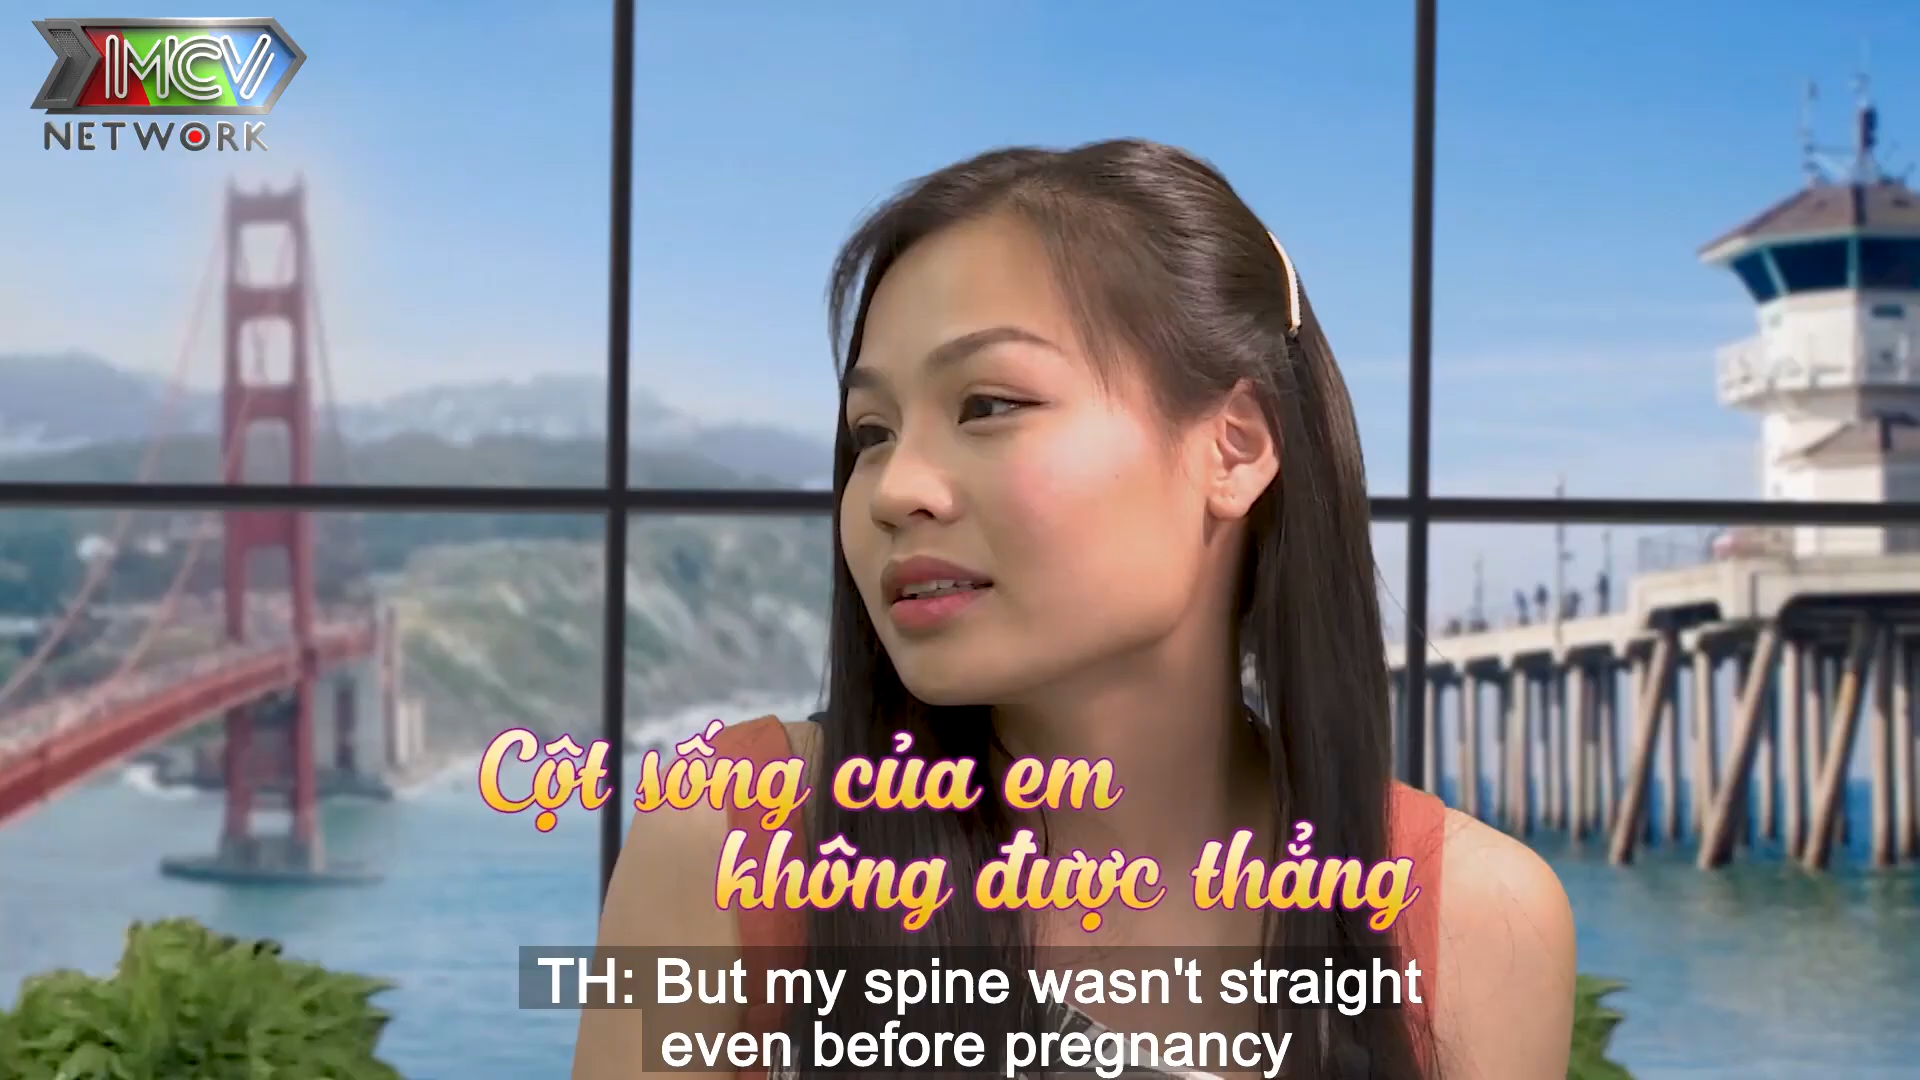 MCV
NETWORK
Cột sống của em
không được thẳng
TH: But my spine wasn't straight
even before pregnancy